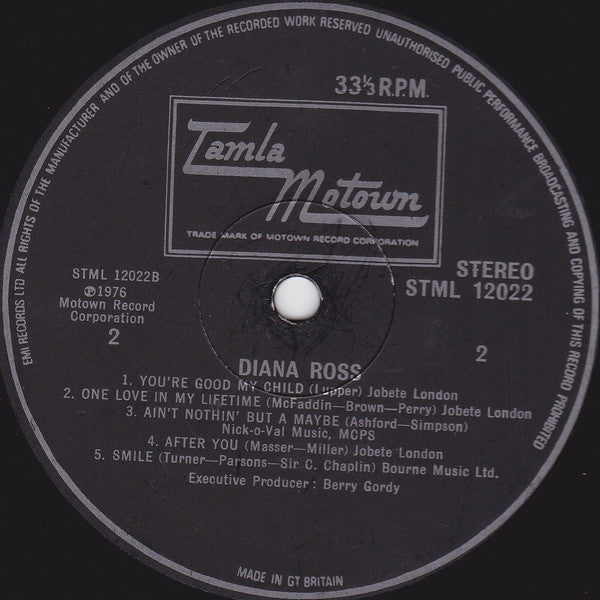 EMI RECORDS LTD ALL RIGHTS OF THE MANUFACTURER AND OF THE OWNER OF THE RECORDED WORK RESERVED UNAUTHORISED PUBLIC PERFORMANCE BROADCASTING AND COPYING OF THIS RECORD PROHIBITED
33⅓ R.P.M.
Tamla
Motown
TRADE MARK OF MOTOWN RECORD CORPORATION
STML 12022B
℗1976
Motown Record
Corporation
2
STEREO
STML 12022
2
DIANA ROSS
1. YOU'RE GOOD MY CHILD (Lupper) Jobete London
2. ONE LOVE IN MY LIFETIME (McFaddin—Brown—Perry) Jobete London
3. AIN'T NOTHIN' BUT A MAYBE (Ashford—Simpson)
Nick-o-Val Music, MCPS
4. AFTER YOU (Masser—Miller) Jobete London
5. SMILE (Turner—Parsons—Sir C. Chaplin) Bourne Music Ltd.
Executive Producer: Berry Gordy
MADE IN GT BRITAIN